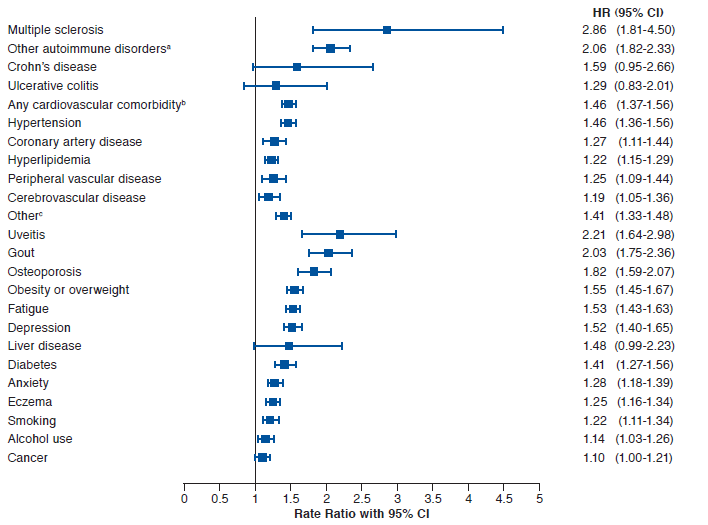 HR (95% CI)
Multiple sclerosis 2.86 (1.81-4.50)
Other autoimmune disordersᵃ 2.06 (1.82-2.33)
Crohn's disease 1.59 (0.95-2.66)
Ulcerative colitis 1.29 (0.83-2.01)
Any cardiovascular comorbidityᵇ 1.46 (1.37-1.56)
Hypertension 1.46 (1.36-1.56)
Coronary artery disease 1.27 (1.11-1.44)
Hyperlipidemia 1.22 (1.15-1.29)
Peripheral vascular disease 1.25 (1.09-1.44)
Cerebrovascular disease 1.19 (1.05-1.36)
Otherᶜ 1.41 (1.33-1.48)
Uveitis 2.21 (1.64-2.98)
Gout 2.03 (1.75-2.36)
Osteoporosis 1.82 (1.59-2.07)
Obesity or overweight 1.55 (1.45-1.67)
Fatigue 1.53 (1.43-1.63)
Depression 1.52 (1.40-1.65)
Liver disease 1.48 (0.99-2.23)
Diabetes 1.41 (1.27-1.56)
Anxiety 1.28 (1.18-1.39)
Eczema 1.25 (1.16-1.34)
Smoking 1.22 (1.11-1.34)
Alcohol use 1.14 (1.03-1.26)
Cancer 1.10 (1.00-1.21)
0 0.5 1 1.5 2 2.5 3 3.5 4 4.5 5
Rate Ratio with 95% CI